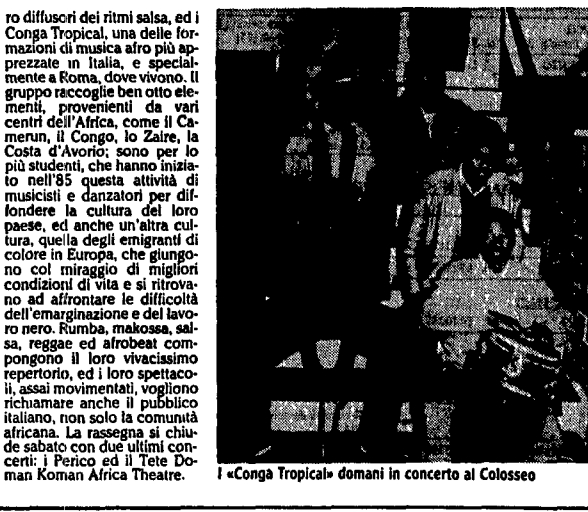 ro diffusori dei ritmi salsa, ed i
Conga Tropical, una delle for-
mazioni di musica afro più ap-
prezzate in Italia, e special-
mente a Roma, dove vivono. Il
gruppo raccoglie ben otto ele-
menti, provenienti da vari
centri dell'Africa, come il Ca-
merun, il Congo, lo Zaire, la
Costa d'Avorio; sono per lo
più studenti, che hanno inizia-
to nell'85 questa attività di
musicisti e danzatori per dif-
fondere la cultura del loro
paese, ed anche un'altra cul-
tura, quella degli emigranti di
colore in Europa, che giungo-
no col miraggio di migliori
condizioni di vita e si ritrova-
no ad affrontare le difficoltà
dell'emarginazione e del lavo-
ro nero. Rumba, makossa, sal-
sa, reggae ed afrobeat com-
pongono il loro vivacissimo
repertorio, ed i loro spettaco-
li, assai movimentati, vogliono
richiamare anche il pubblico
italiano, non solo la comunità
africana. La rassegna si chiu-
de sabato con due ultimi con-
certi: i Perico ed il Tete Do-
man Koman Africa Theatre.
I «Conga Tropical» domani in concerto al Colosseo